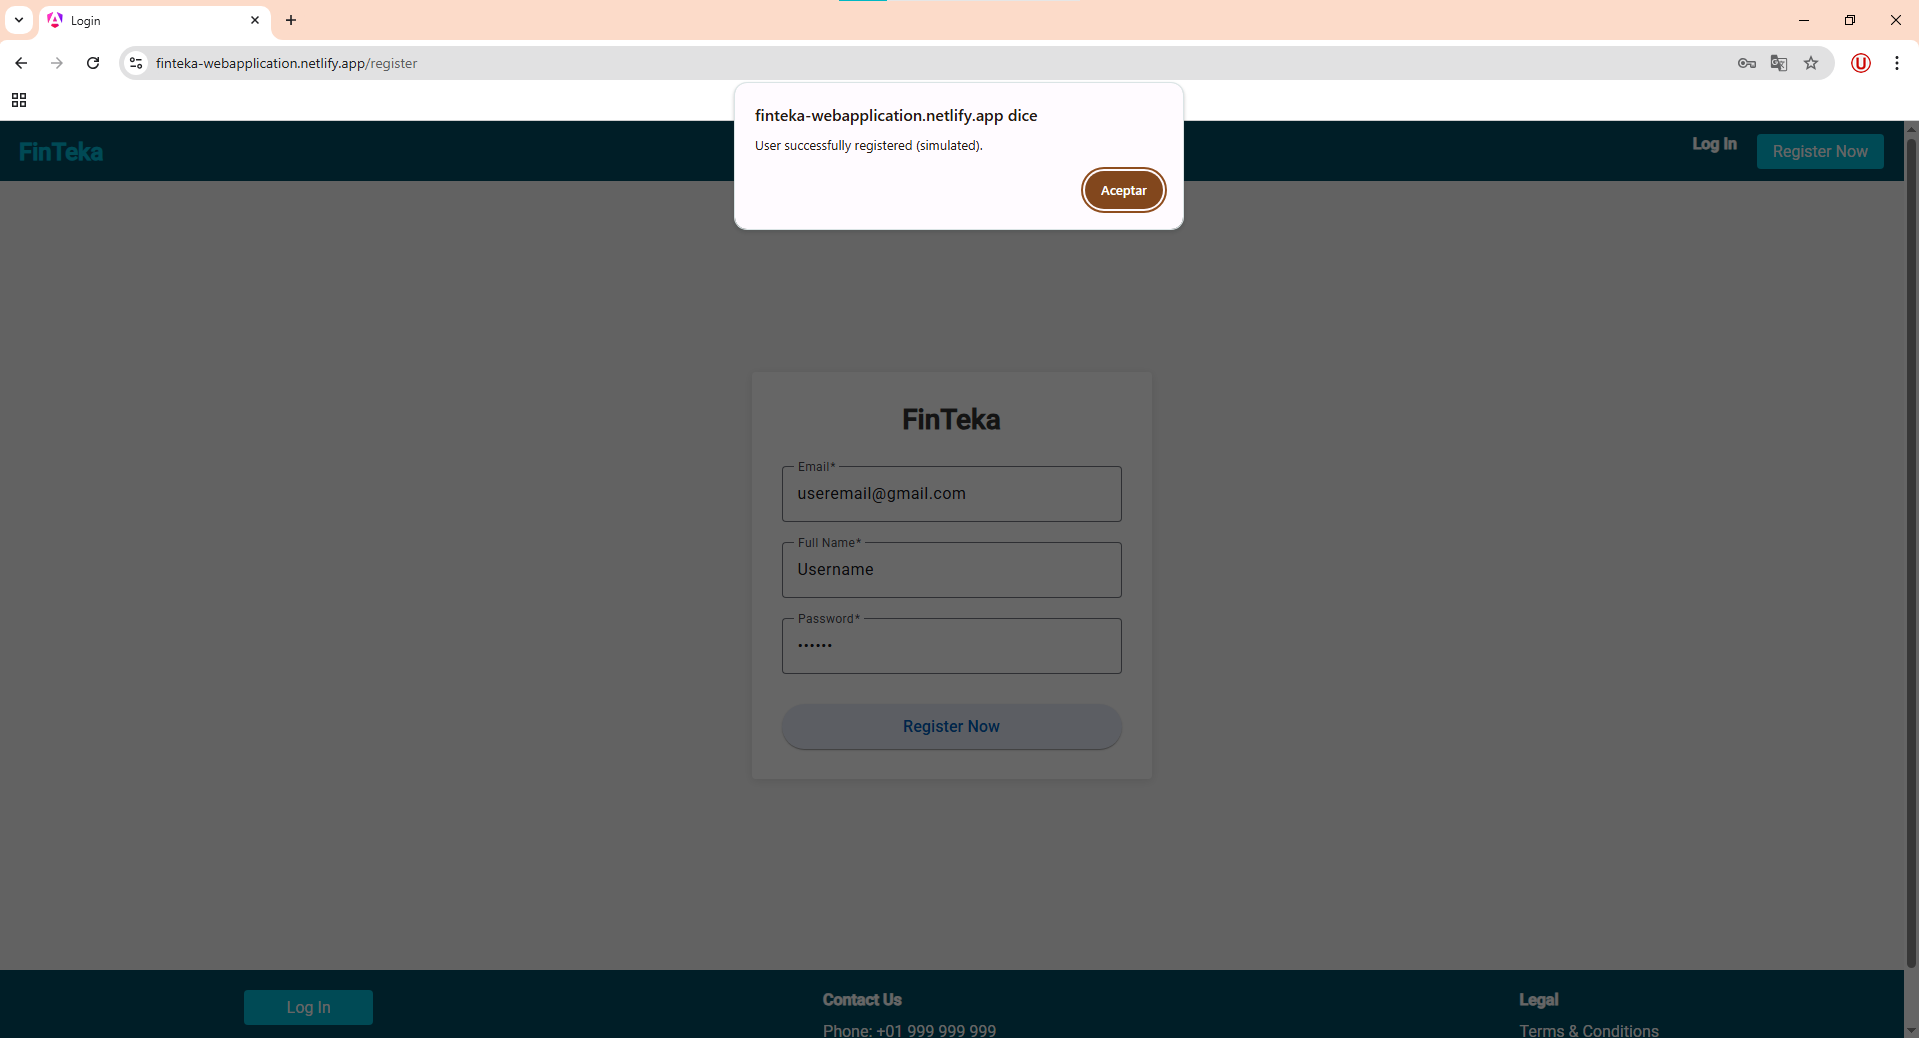 Login
finteka-webapplication.netlify.app/register
finteka-webapplication.netlify.app dice
User successfully registered (simulated).
Aceptar
FinTeka
Log In
Register Now
FinTeka
Email*
useremail@gmail.com
Full Name*
Username
Password*
••••••
Register Now
Log In
Contact Us
Phone: +01 999 999 999
Legal
Terms & Conditions